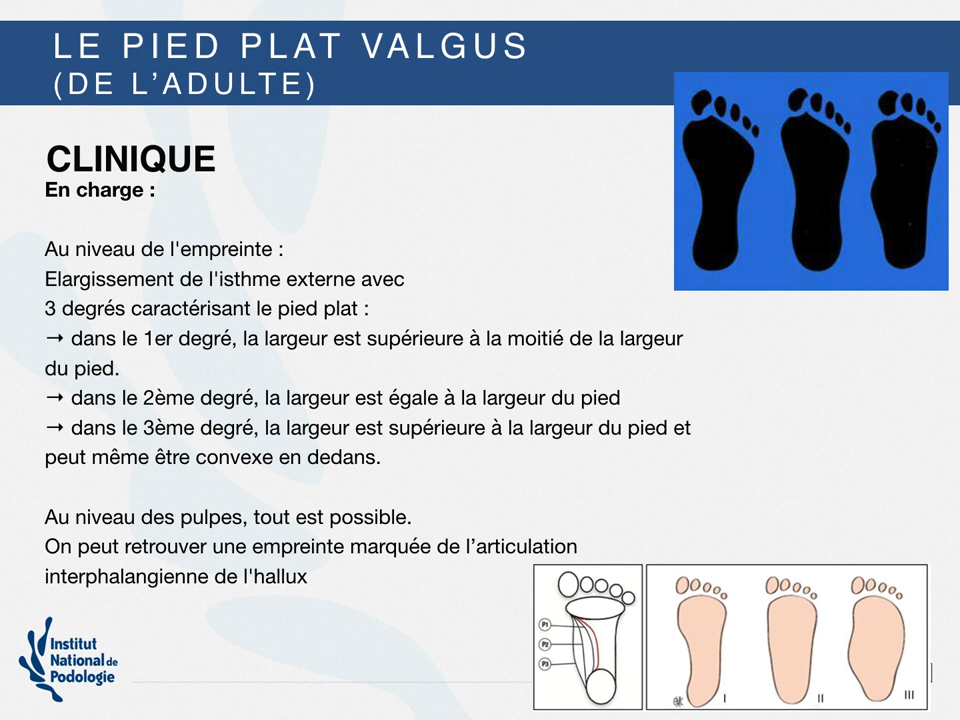 LE PIED PLAT VALGUS
(DE L’ADULTE)
CLINIQUE
En charge :
Au niveau de l'empreinte :
Elargissement de l'isthme externe avec
3 degrés caractérisant le pied plat :
→ dans le 1er degré, la largeur est supérieure à la moitié de la largeur
du pied.
→ dans le 2ème degré, la largeur est égale à la largeur du pied
→ dans le 3ème degré, la largeur est supérieure à la largeur du pied et
peut même être convexe en dedans.
Au niveau des pulpes, tout est possible.
On peut retrouver une empreinte marquée de l’articulation
interphalangienne de l'hallux
P1
P2
P3
I
II
III
Institut
National de
Podologie